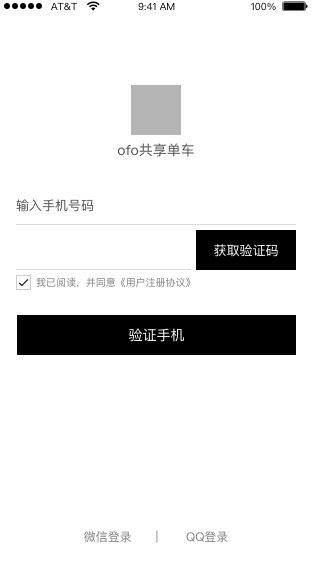 AT&T 9:41 AM 100%
ofo共享单车
输入手机号码
获取验证码
我已阅读，并同意《用户注册协议》
验证手机
微信登录 | QQ登录